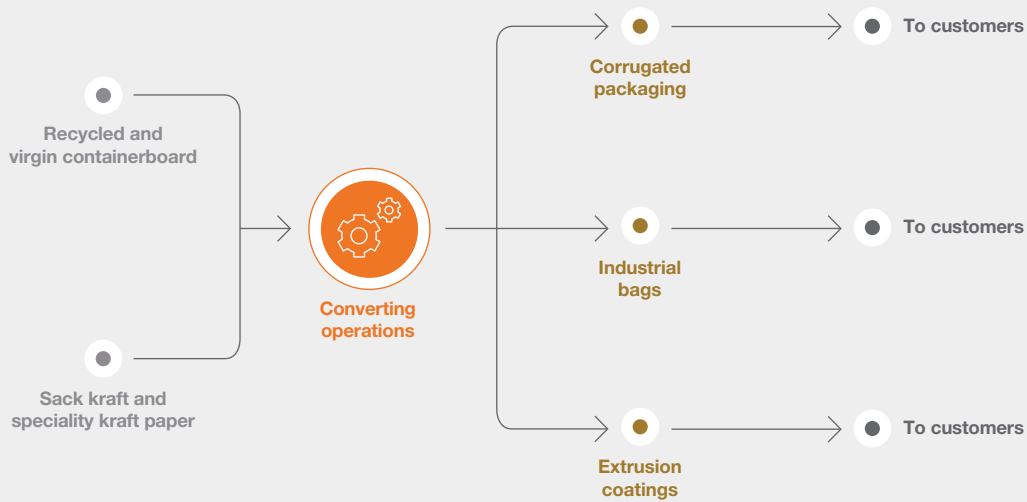 Recycled and
virgin containerboard
Sack kraft and
speciality kraft paper
Converting
operations
Corrugated
packaging
To customers
Industrial
bags
To customers
Extrusion
coatings
To customers